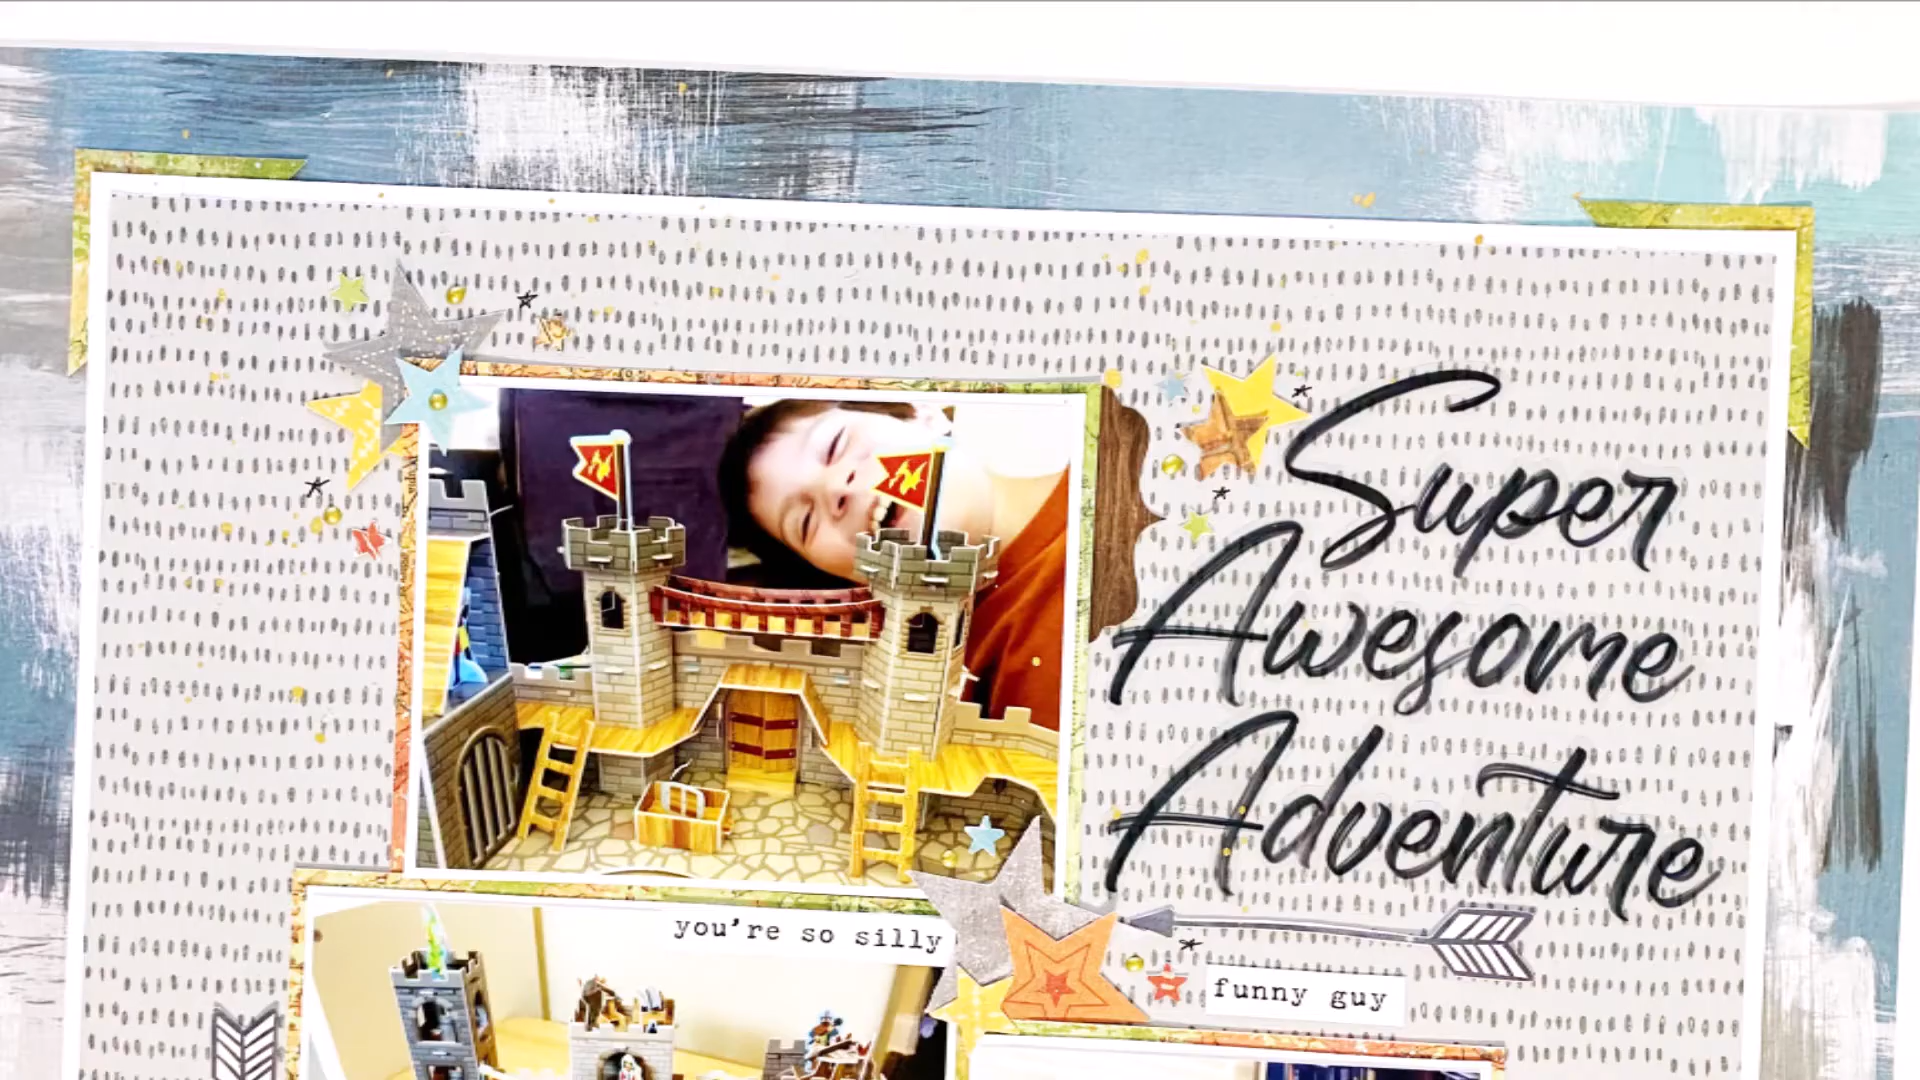 Super
Awesome
Adventure
you're so silly
funny guy